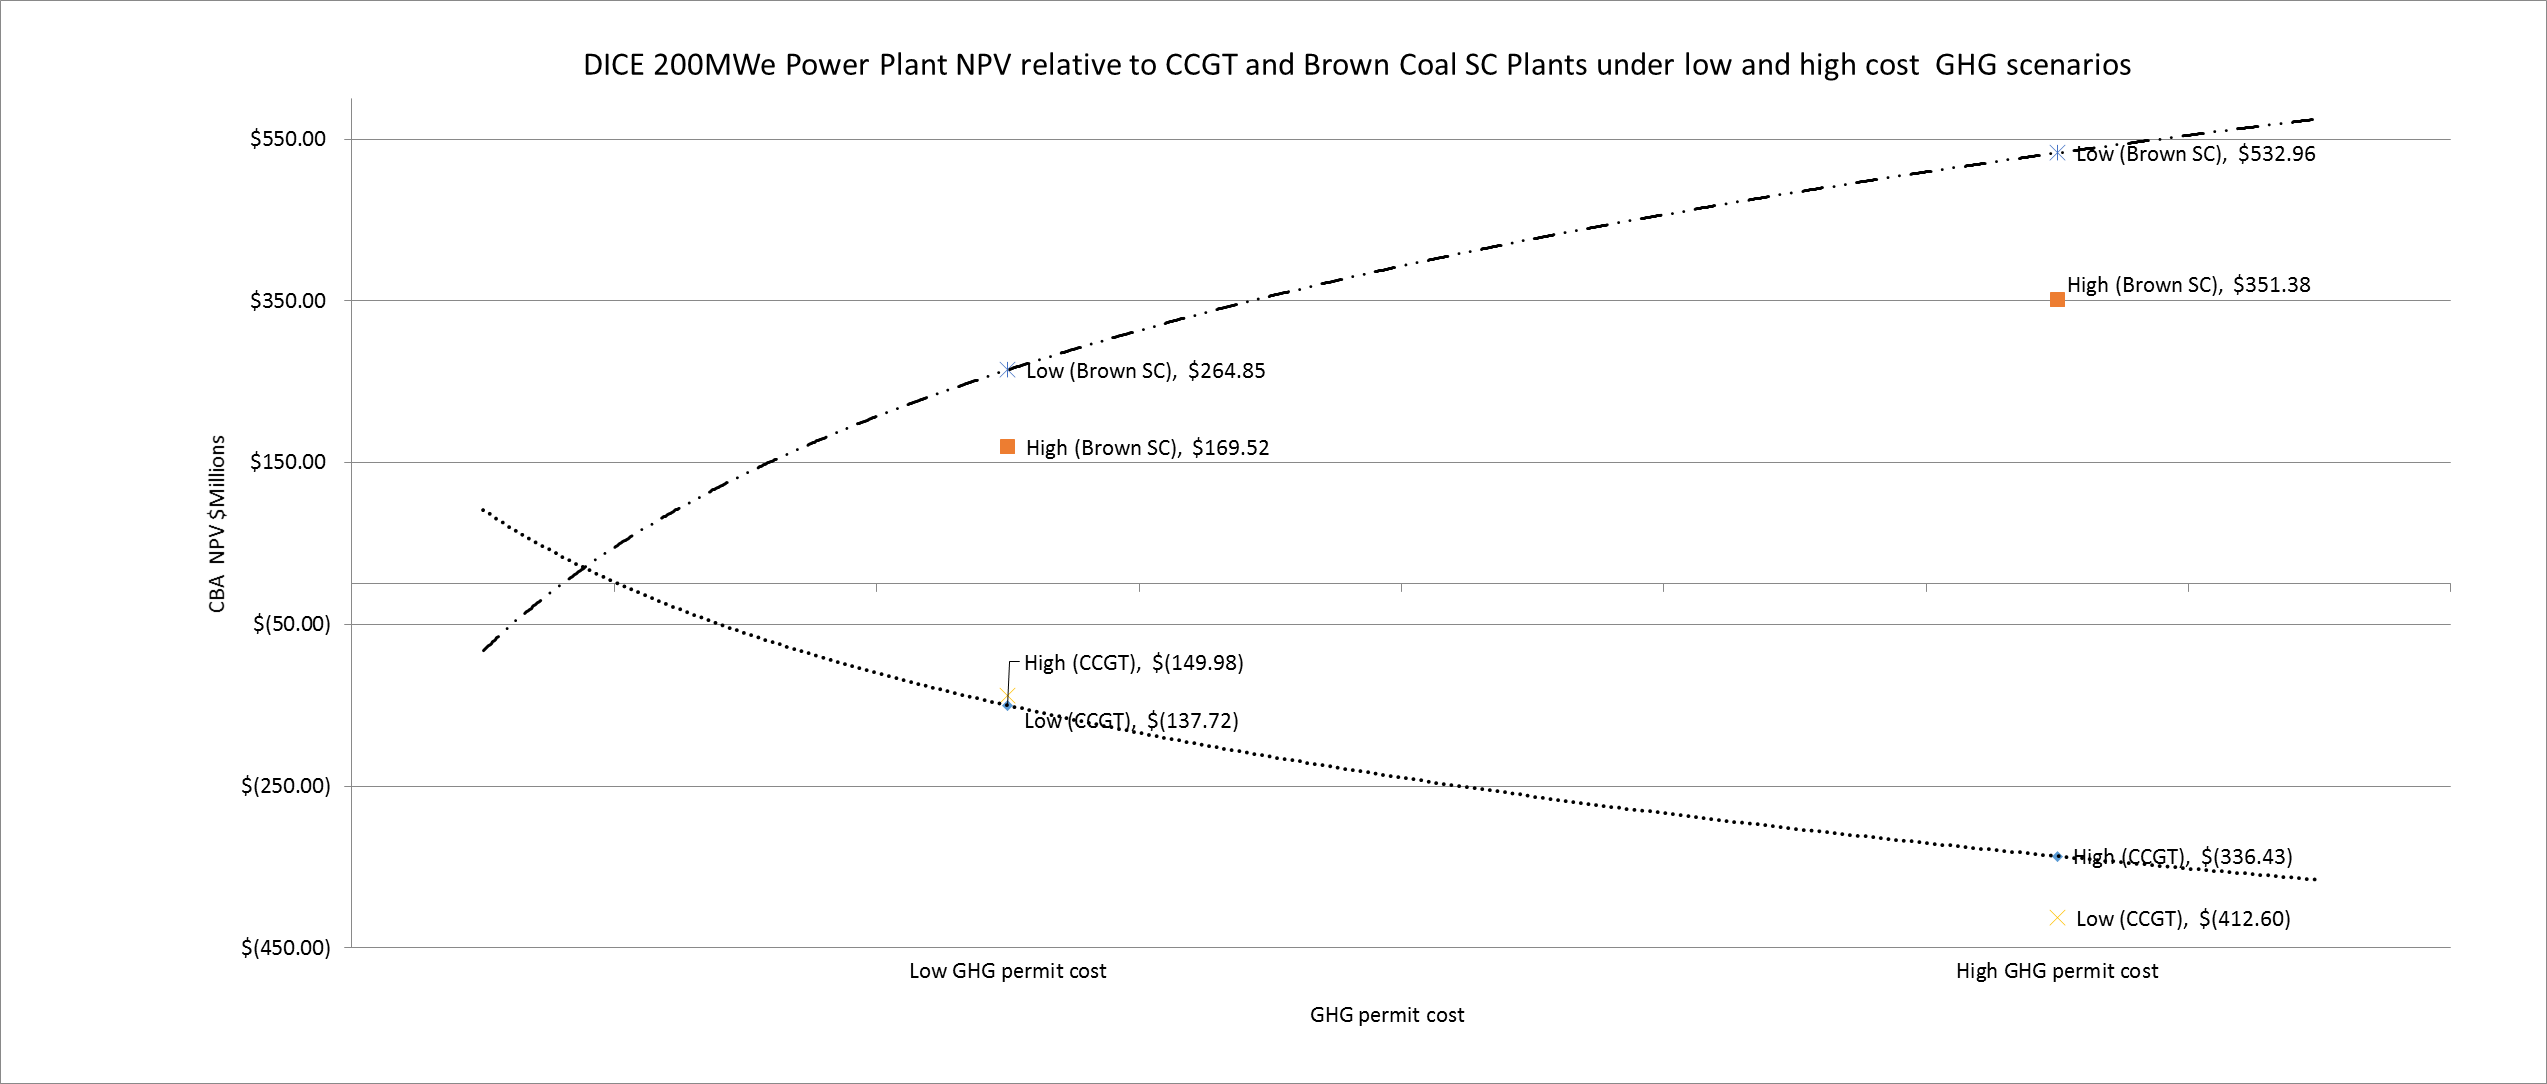 DICE 200MWe Power Plant NPV relative to CCGT and Brown Coal SC Plants under low and high cost GHG scenarios
$550.00
Low (Brown SC), $532.96
$350.00
High (Brown SC), $351.38
Low (Brown SC), $264.85
$150.00
High (Brown SC), $169.52
CBA NPV $Millions
$(50.00)
High (CCGT), $(149.98)
Low (CCGT), $(137.72)
$(250.00)
High (CCGT), $(336.43)
Low (CCGT), $(412.60)
$(450.00)
Low GHG permit cost
High GHG permit cost
GHG permit cost